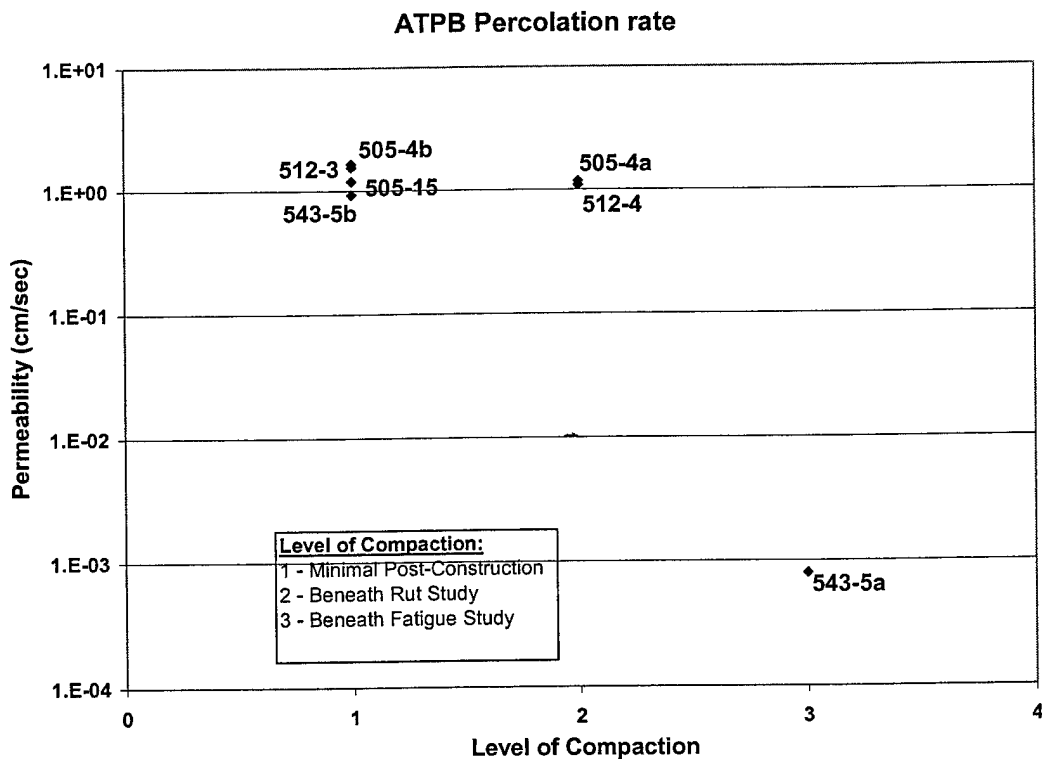 ATPB Percolation rate
1.E+01
1.E+00
1.E-01
1.E-02
1.E-03
1.E-04
Permeability (cm/sec)
505-4b
512-3
505-15
543-5b
505-4a
512-4
543-5a
Level of Compaction:
1 - Minimal Post-Construction
2 - Beneath Rut Study
3 - Beneath Fatigue Study
0 1 2 3 4
Level of Compaction